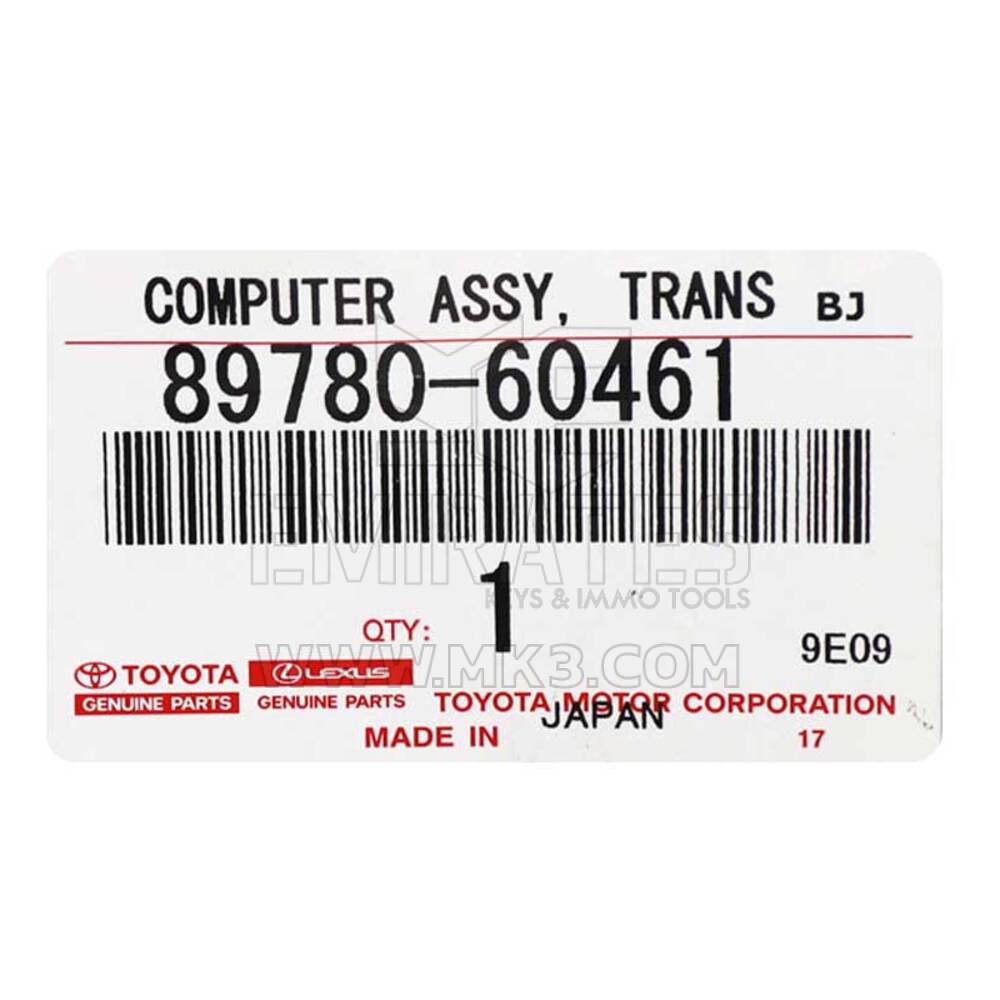 COMPUTER ASSY, TRANS BJ
89780-60461
EMIRATES
KEYS & IMMO TOOLS
QTY: 1
WWW.MK3.COM
9E09
TOYOTA
GENUINE PARTS
LEXUS
GENUINE PARTS
TOYOTA MOTOR CORPORATION
MADE IN JAPAN
17